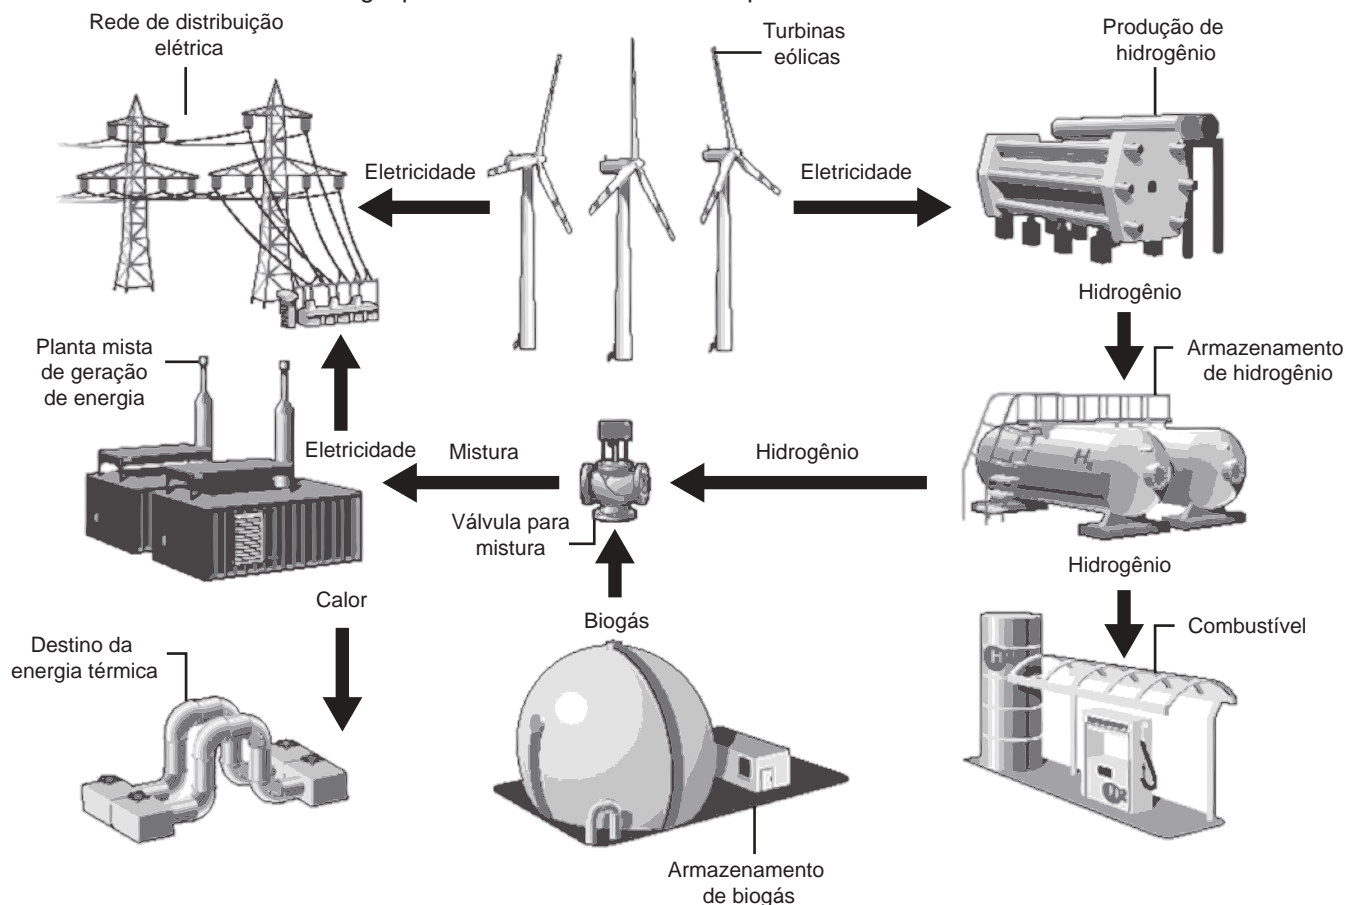 Rede de distribuição
elétrica
Turbinas
eólicas
Produção de
hidrogênio
Eletricidade
Eletricidade
Hidrogênio
Planta mista
de geração
de energia
Armazenamento
de hidrogênio
Eletricidade
Mistura
Hidrogênio
Válvula para
mistura
Hidrogênio
Calor
Biogás
Combustível
Destino da
energia térmica
Armazenamento
de biogás